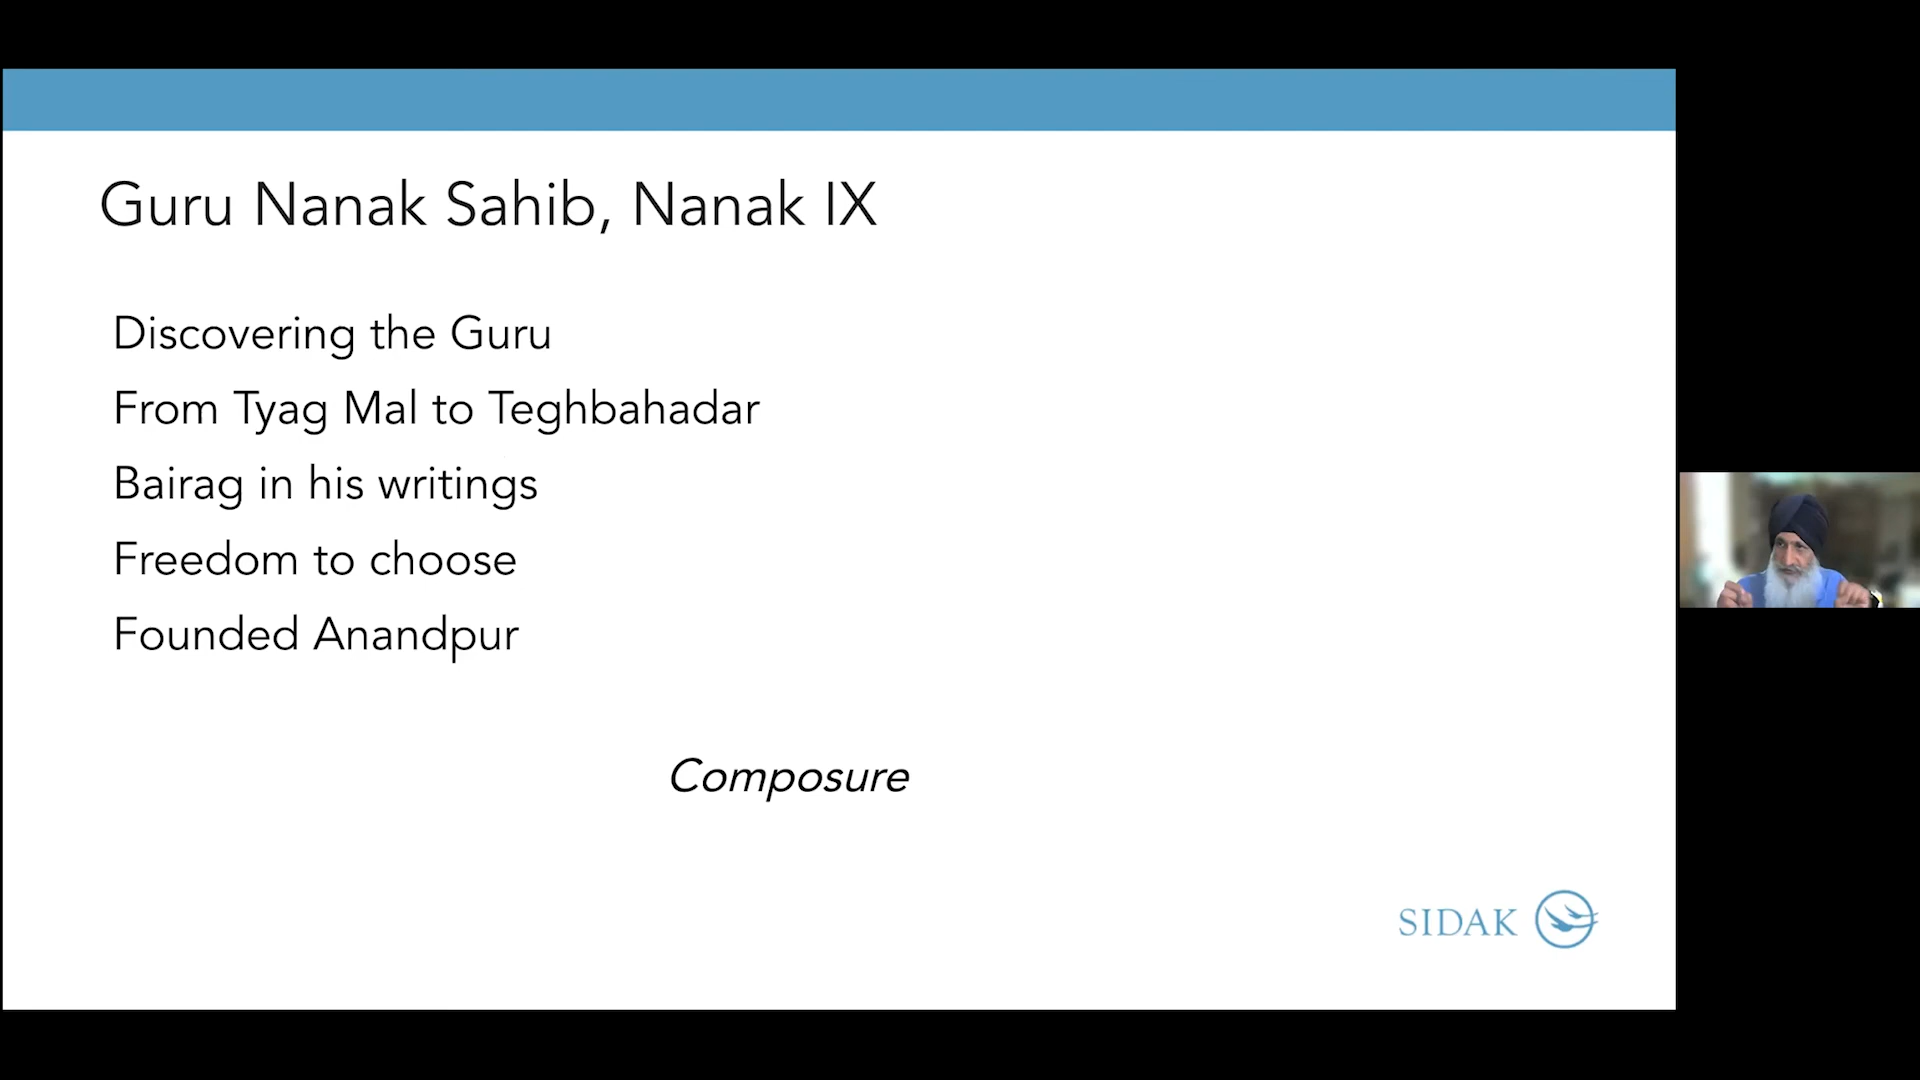 Guru Nanak Sahib, Nanak IX
Discovering the Guru
From Tyag Mal to Teghbahadar
Bairag in his writings
Freedom to choose
Founded Anandpur
Composure
SIDAK